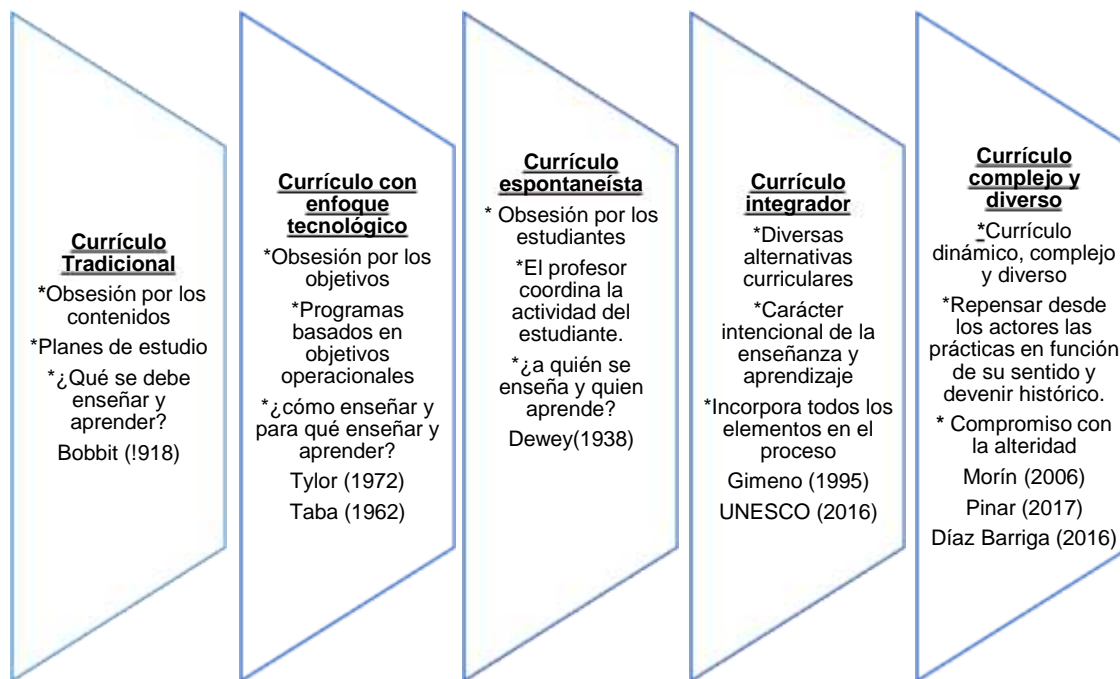 Currículo
Tradicional
*Obsesión por los
contenidos
*Planes de estudio
*¿Qué se debe
enseñar y
aprender?
Bobbit (!918)
Currículo con
enfoque
tecnológico
*Obsesión por los
objetivos
*Programas
basados en
objetivos
operacionales
*¿cómo enseñar y
para qué enseñar y
aprender?
Tylor (1972)
Taba (1962)
Currículo
espontaneísta
* Obsesión por los
estudiantes
*El profesor
coordina la
actividad del
estudiante.
*¿a quién se
enseña y quien
aprende?
Dewey(1938)
Currículo
integrador
*Diversas
alternativas
curriculares
*Carácter
intencional de la
enseñanza y
aprendizaje
*Incorpora todos los
elementos en el
proceso
Gimeno (1995)
UNESCO (2016)
Currículo
complejo y
diverso
*Currículo
dinámico, complejo
y diverso
*Repensar desde
los actores las
prácticas en función
de su sentido y
devenir histórico.
* Compromiso con
la alteridad
Morín (2006)
Pinar (2017)
Díaz Barriga (2016)